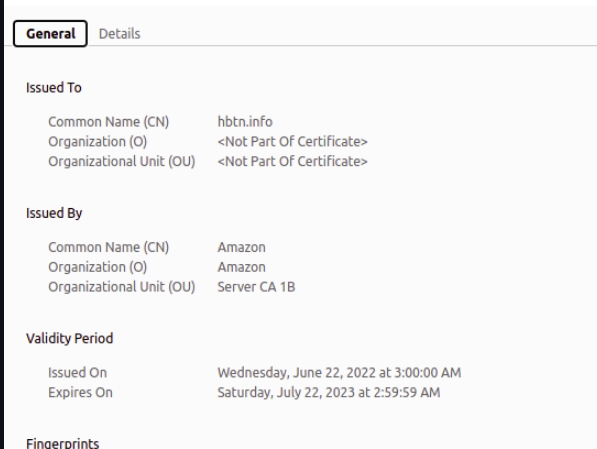 General Details
Issued To
Common Name (CN) hbtn.info
Organization (O) <Not Part Of Certificate>
Organizational Unit (OU) <Not Part Of Certificate>
Issued By
Common Name (CN) Amazon
Organization (O) Amazon
Organizational Unit (OU) Server CA 1B
Validity Period
Issued On Wednesday, June 22, 2022 at 3:00:00 AM
Expires On Saturday, July 22, 2023 at 2:59:59 AM
Fingerprints